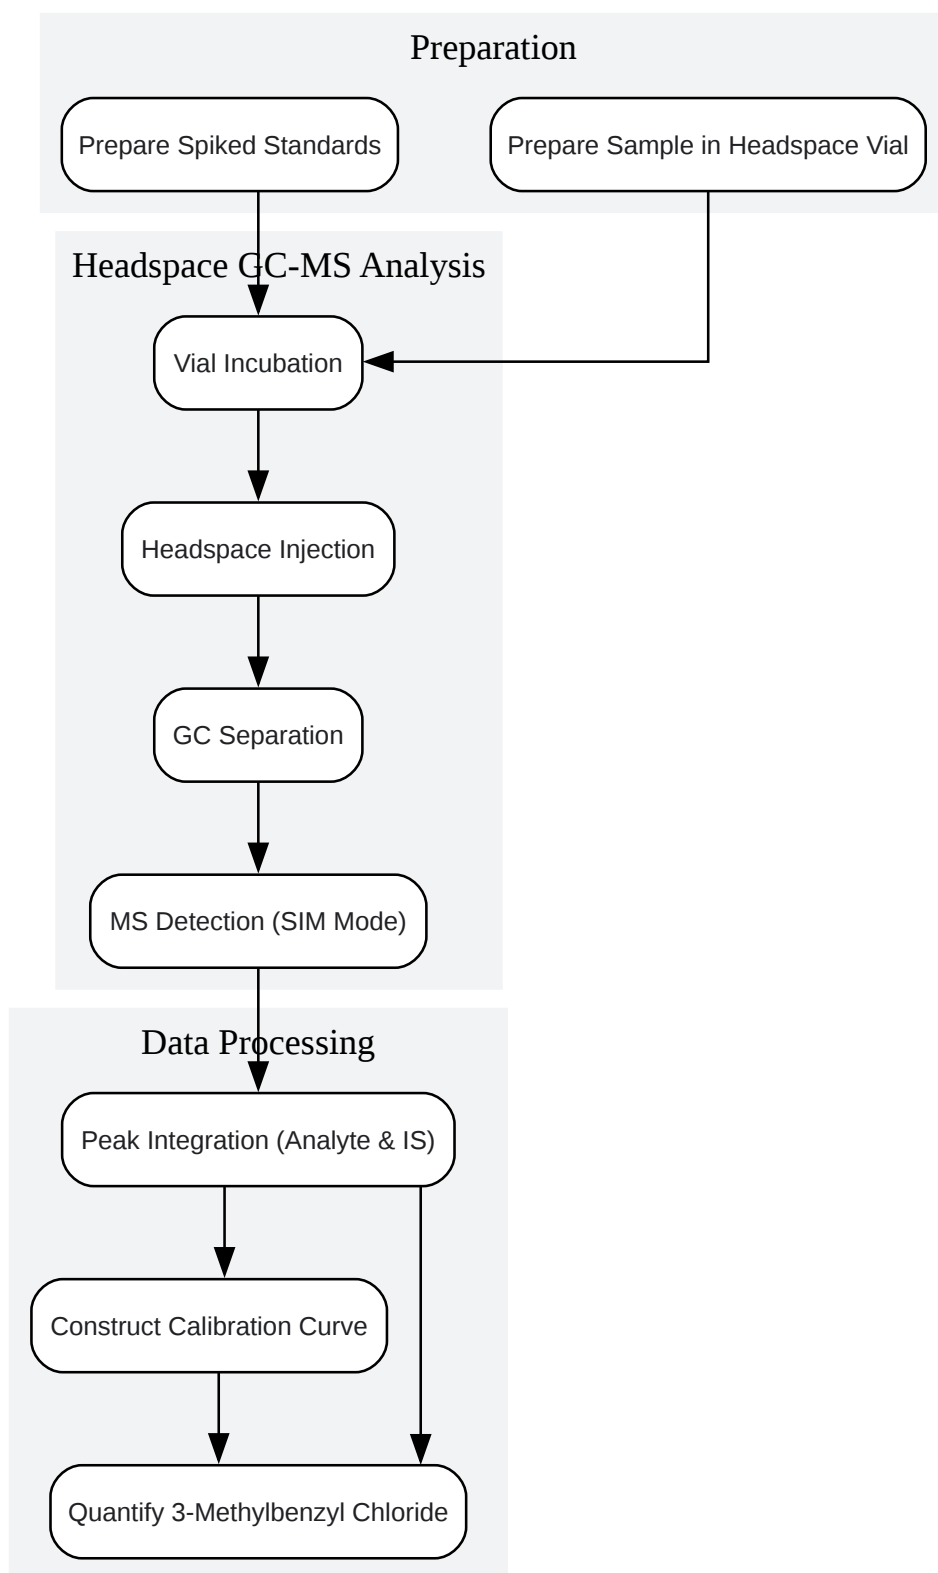 Preparation
Prepare Spiked Standards
Prepare Sample in Headspace Vial
Headspace GC-MS Analysis
Vial Incubation
Headspace Injection
GC Separation
MS Detection (SIM Mode)
Data Processing
Peak Integration (Analyte & IS)
Construct Calibration Curve
Quantify 3-Methylbenzyl Chloride